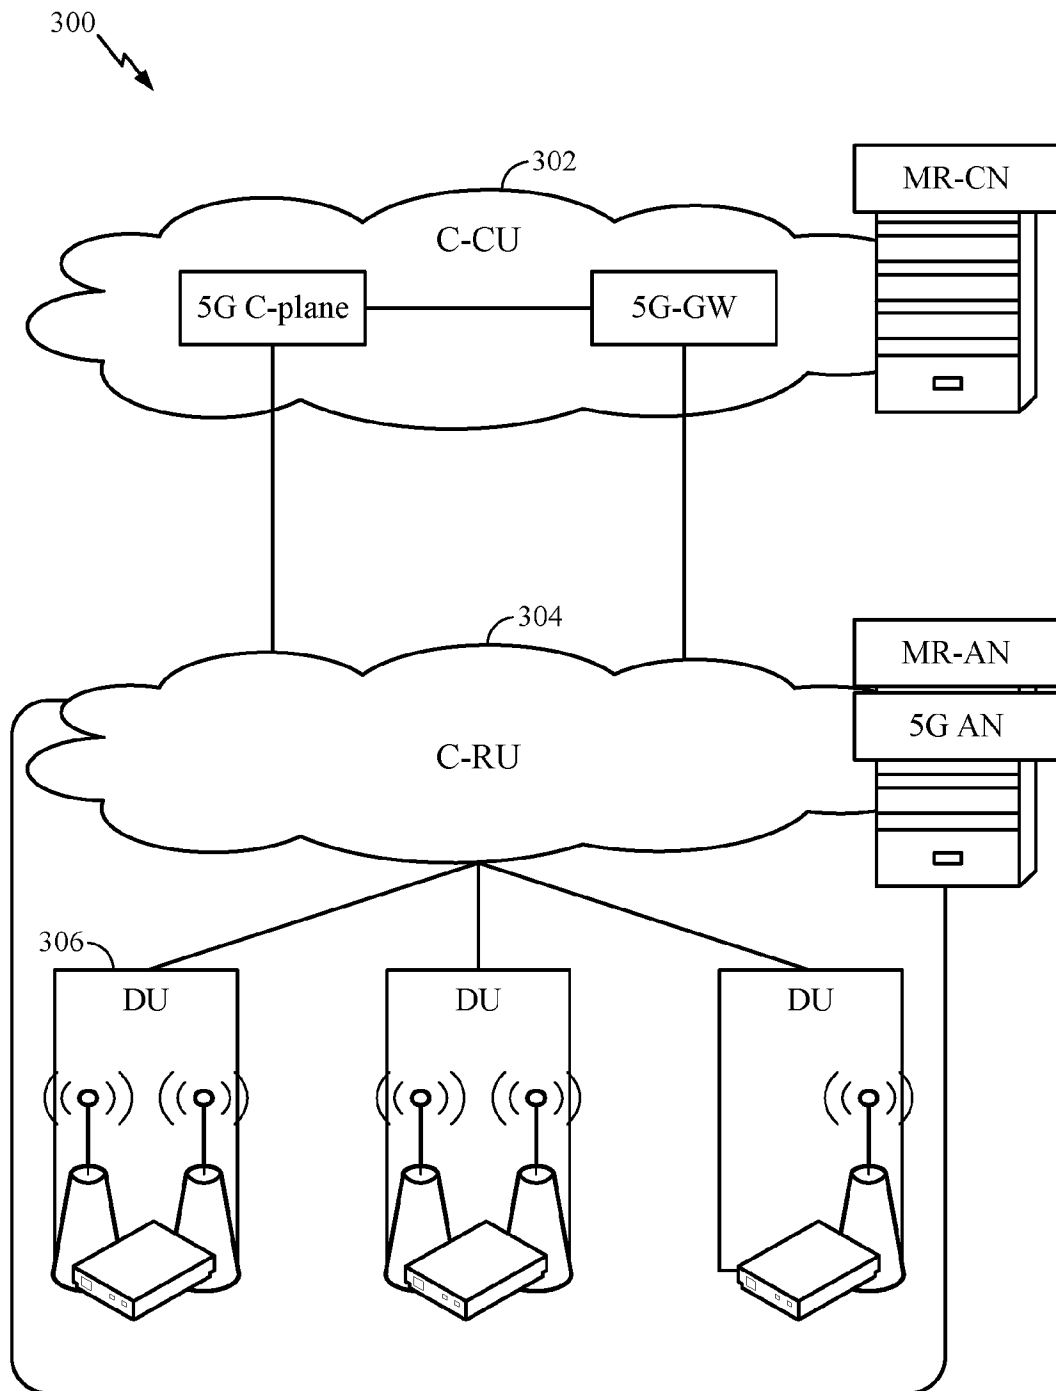 300
302
MR-CN
C-CU
5G C-plane
5G-GW
304
MR-AN
5G AN
C-RU
306
DU
DU
DU